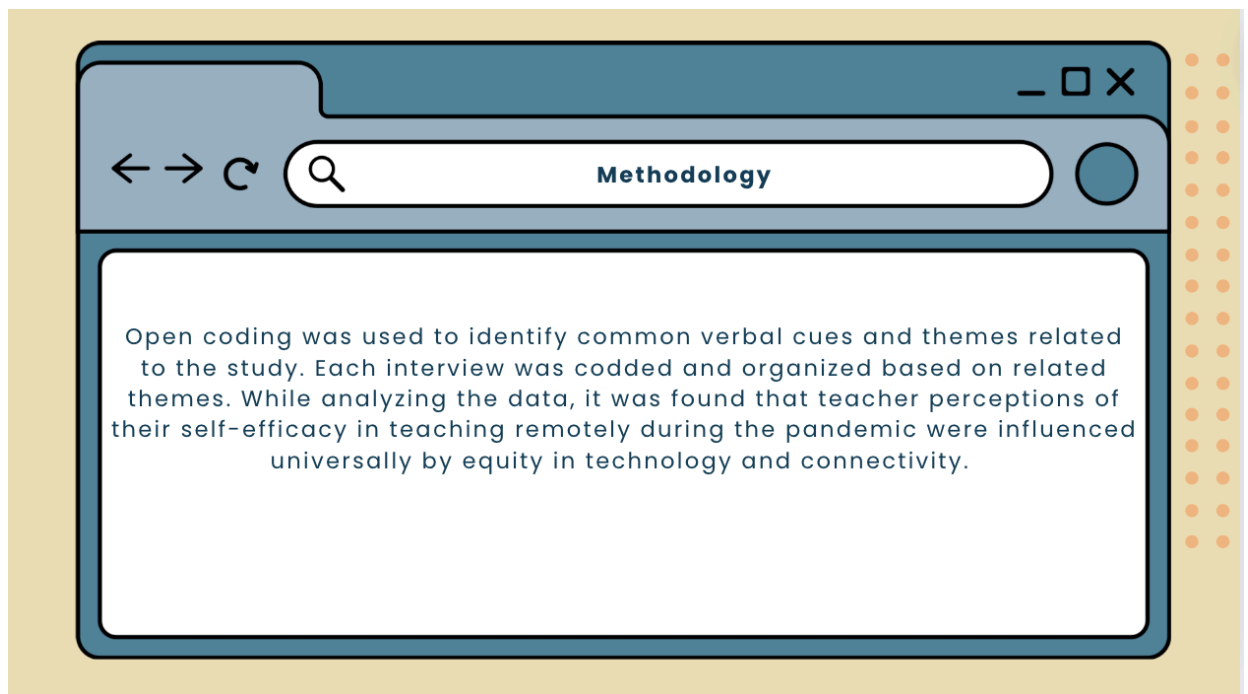 Methodology
Open coding was used to identify common verbal cues and themes related
to the study. Each interview was codded and organized based on related
themes. While analyzing the data, it was found that teacher perceptions of
their self-efficacy in teaching remotely during the pandemic were influenced
universally by equity in technology and connectivity.